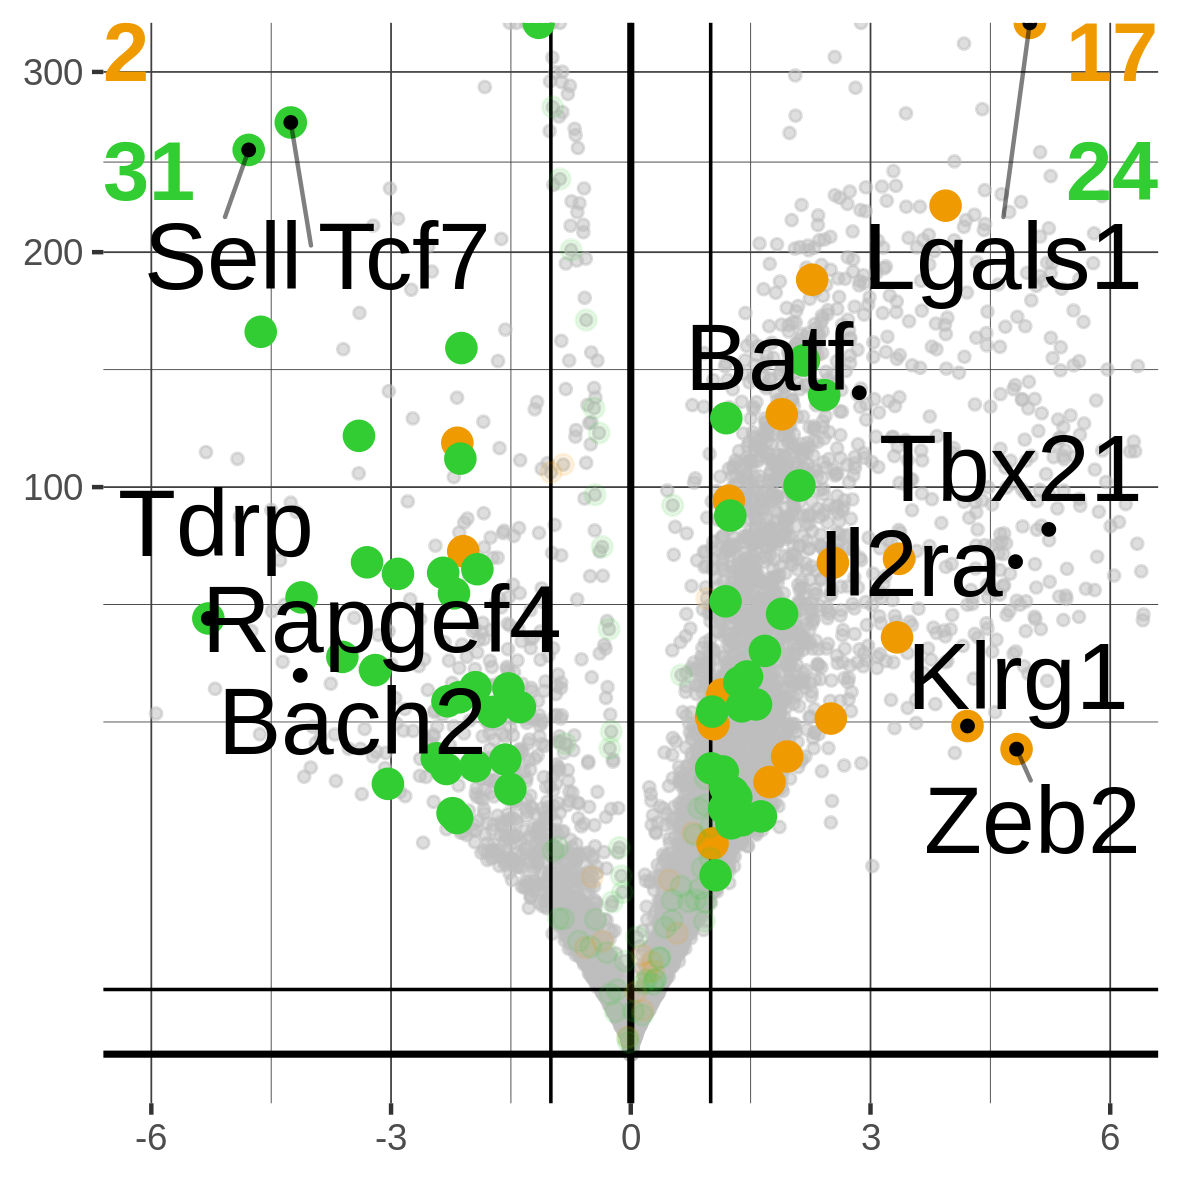 2
17
300
31
24
Sell Tcf7
Lgals1
200
Batf
Tbx21
100
Tdrp
Il2ra
Rapgef4
Klrg1
Bach2
Zeb2
-6
-3
0
3
6